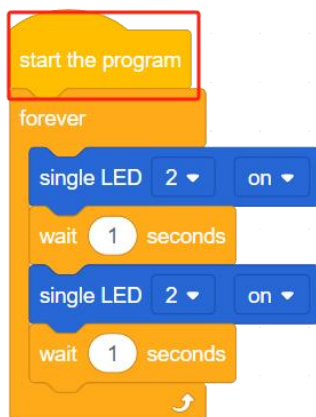 start the program
forever
single LED 2 on
wait 1 seconds
single LED 2 on
wait 1 seconds